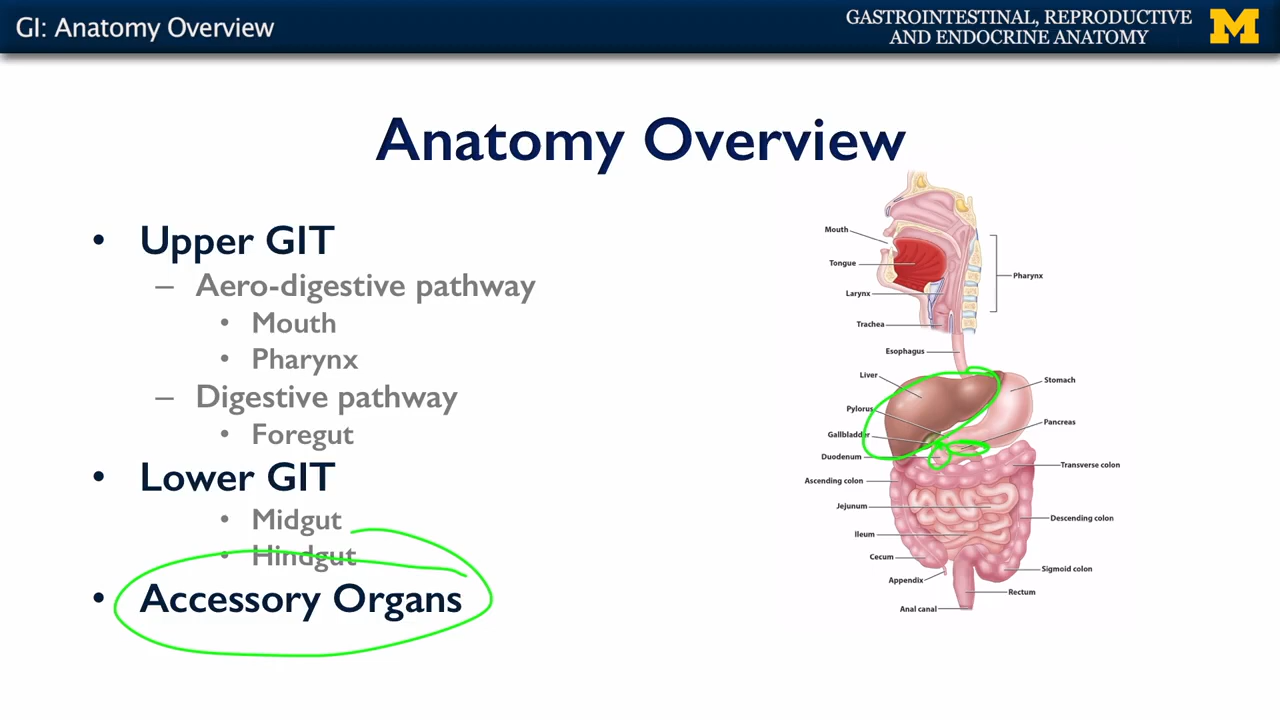 GI: Anatomy Overview
GASTROINTESTINAL, REPRODUCTIVE
AND ENDOCRINE ANATOMY
M
Anatomy Overview
• Upper GIT
– Aero-digestive pathway
• Mouth
• Pharynx
– Digestive pathway
• Foregut
• Lower GIT
• Midgut
• Hindgut
• Accessory Organs
Mouth
Tongue
Larynx
Trachea
Pharynx
Esophagus
Liver
Stomach
Pylorus
Gallbladder
Pancreas
Duodenum
Transverse colon
Ascending colon
Jejunum
Descending colon
Ileum
Cecum
Sigmoid colon
Appendix
Rectum
Anal canal